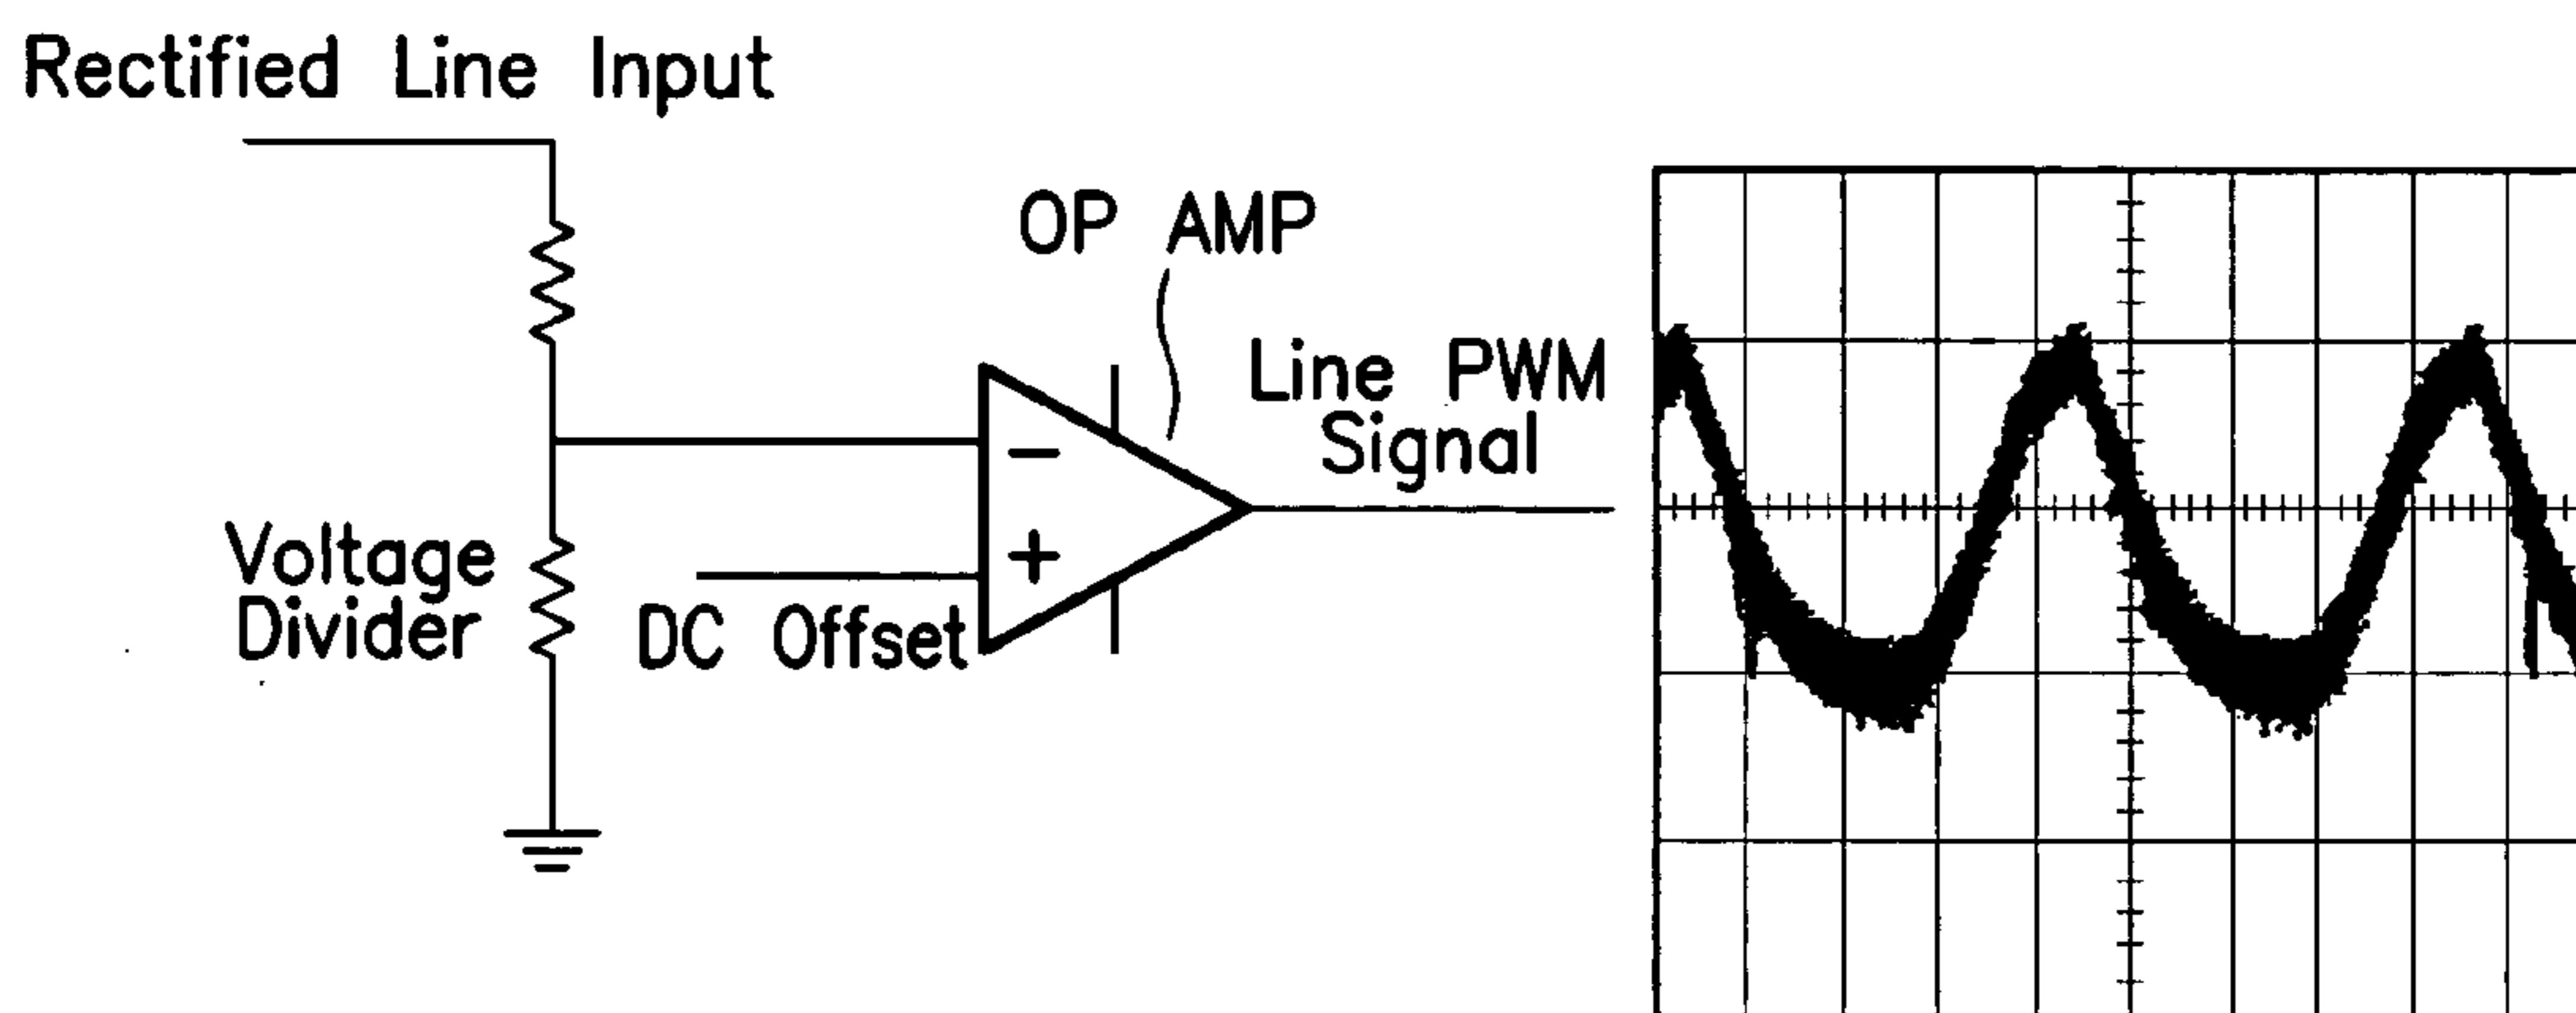 Rectified Line Input
OP AMP
Line PWM
Signal
−
+
Voltage
Divider
DC Offset